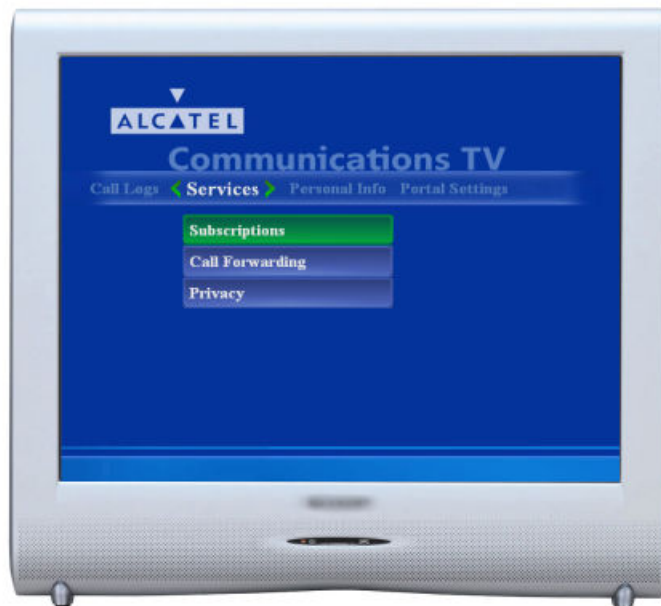 ALCATEL
Communications TV
Call Logs < Services > Personal Info Portal Settings
Subscriptions
Call Forwarding
Privacy